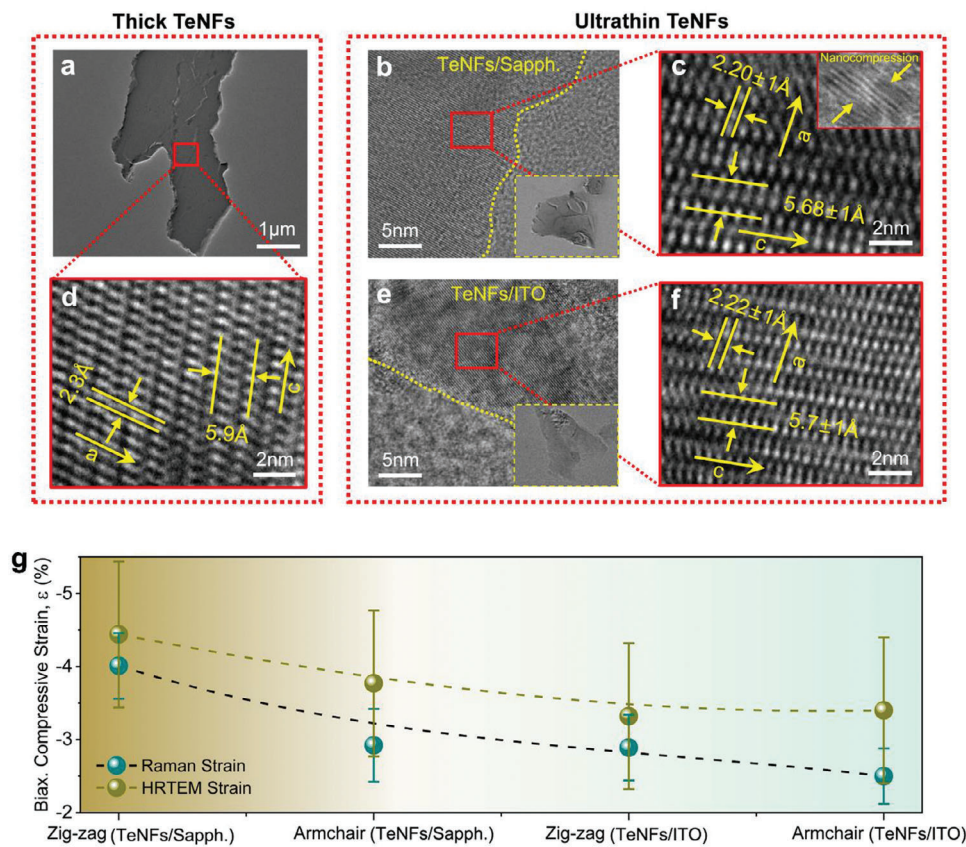 Thick TeNFs
Ultrathin TeNFs
a
1μm
b
TeNFs/Sapph.
5nm
c
Nanocompression
2.20±1Å
a
5.68±1Å
c
2nm
d
2.3Å
a
5.9Å
c
2nm
e
TeNFs/ITO
5nm
f
2.22±1Å
a
5.7±1Å
c
2nm
g
Biax. Compressive Strain, ε (%)
-5
-4
-3
-2
Raman Strain
HRTEM Strain
Zig-zag (TeNFs/Sapph.)
Armchair (TeNFs/Sapph.)
Zig-zag (TeNFs/ITO)
Armchair (TeNFs/ITO)